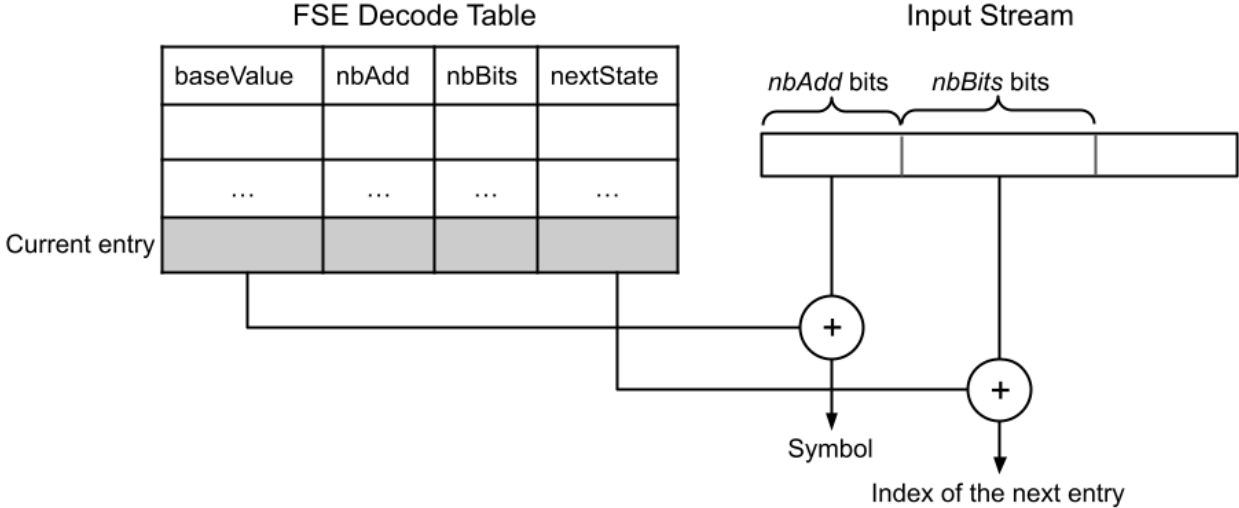 FSE Decode Table
Input Stream
baseValue nbAdd nbBits nextState
nbAdd bits nbBits bits
... ... ... ...
Current entry
+
+
Symbol
Index of the next entry